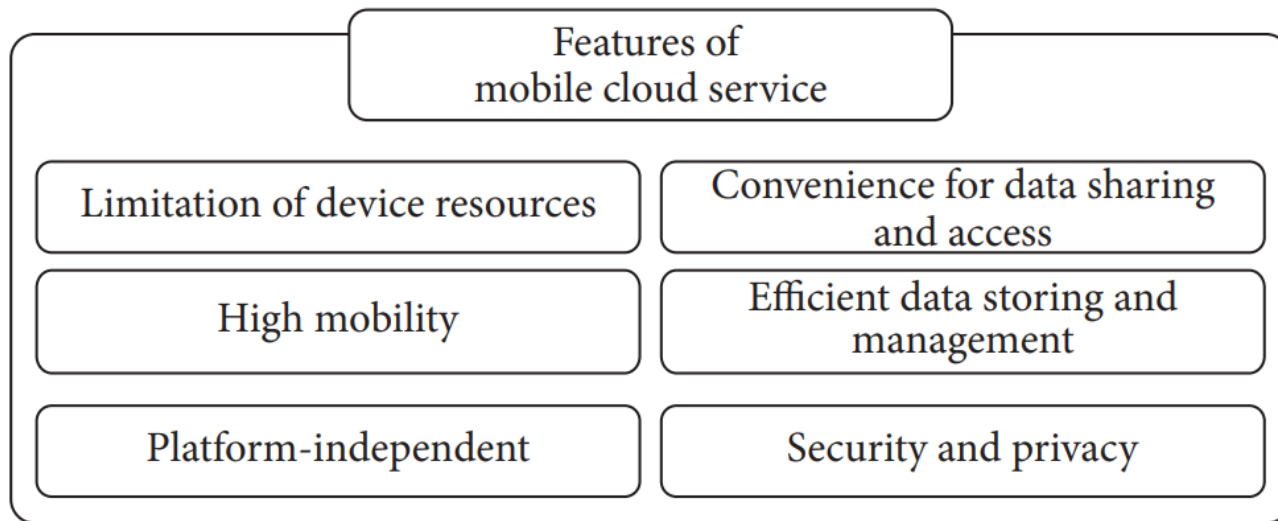 Features of
mobile cloud service
Limitation of device resources
Convenience for data sharing
and access
High mobility
Efficient data storing and
management
Platform-independent
Security and privacy